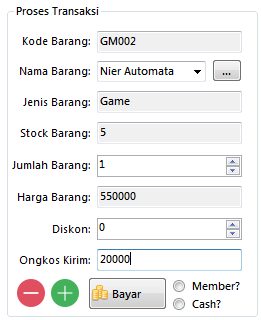 Proses Transaksi
Kode Barang: GM002
Nama Barang: Nier Automata ...
Jenis Barang: Game
Stock Barang: 5
Jumlah Barang: 1
Harga Barang: 550000
Diskon: 0
Ongkos Kirim: 20000
Bayar
Member?
Cash?